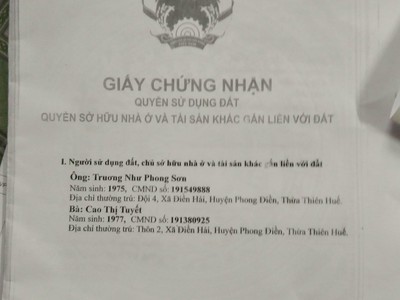 GIẤY CHỨNG NHẬN
QUYỀN SỬ DỤNG ĐẤT
QUYỀN SỞ HỮU NHÀ Ở VÀ TÀI SẢN KHÁC GẮN LIỀN VỚI ĐẤT
I. Người sử dụng đất, chủ sở hữu nhà ở và tài sản khác gắn liền với đất
Ông: Trương Như Phong Sơn
Năm sinh: 1975, CMND số: 191549888
Địa chỉ thường trú: Đội 4, Xã Điền Hải, Huyện Phong Điền, Thừa Thiên Huế.
Bà: Cao Thị Tuyết
Năm sinh: 1977, CMND số: 191380925
Địa chỉ thường trú: Thôn 2, Xã Điền Hải, Huyện Phong Điền, Thừa Thiên Huế.